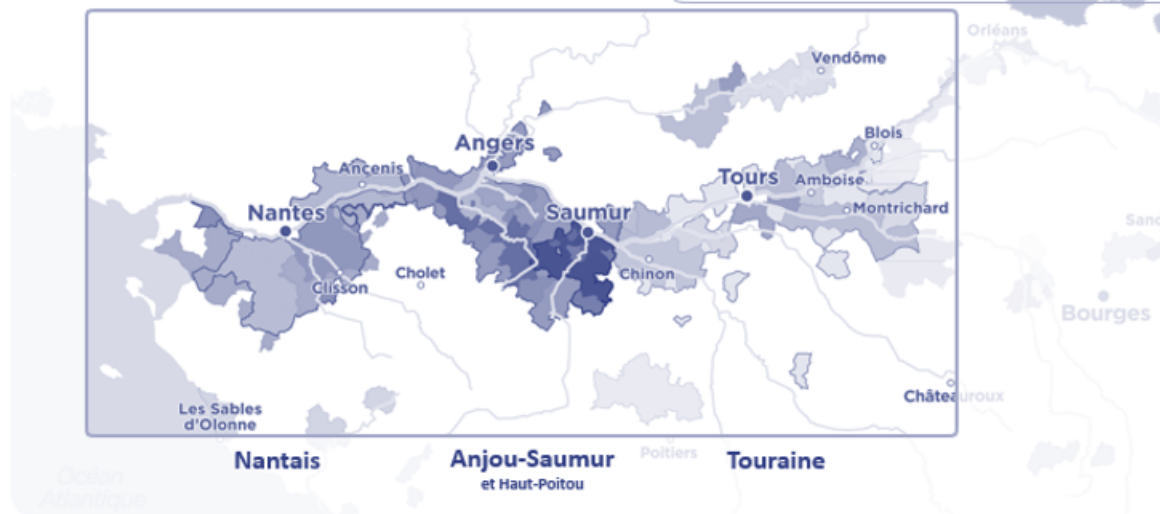 Orléans
Vendôme
Blois
Angers
Ancenis
Tours
Amboise
Nantes
Saumur
Montrichard
Sanc
Cholet
Chinon
Clisson
Bourges
Châteauroux
Les Sables
d'Olonne
Poitiers
Nantais
Anjou-Saumur
et Haut-Poitou
Touraine
Océan
Atlantique